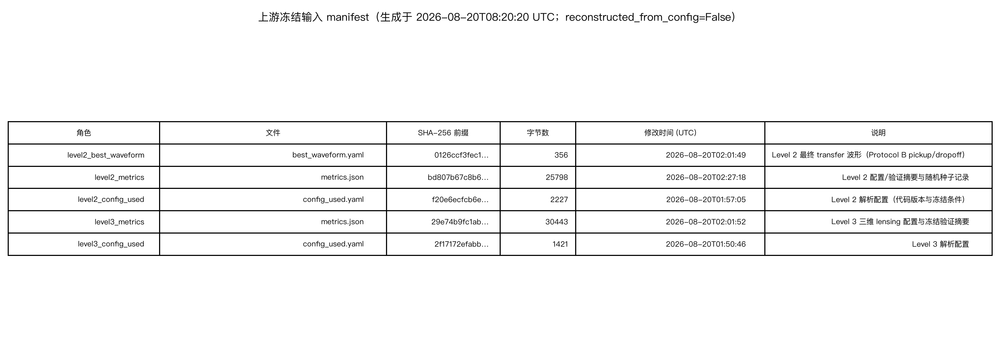 上游冻结输入 manifest（生成于 2026-08-20T08:20:20 UTC；reconstructed_from_config=False）
角色 文件 SHA-256 前缀 字节数 修改时间 (UTC) 说明
level2_best_waveform best_waveform.yaml 0126ccf3fec1... 356 2026-08-20T02:01:49 Level 2 最终 transfer 波形（Protocol B pickup/dropoff）
level2_metrics metrics.json bd807b67c8b6... 25798 2026-08-20T02:27:18 Level 2 配置/验证摘要与随机种子记录
level2_config_used config_used.yaml f20e6ecfcb6e... 2227 2026-08-20T01:57:05 Level 2 解析配置（代码版本与冻结条件）
level3_metrics metrics.json 29e74b9fc1ab... 30443 2026-08-20T02:01:52 Level 3 三维 lensing 配置与冻结验证摘要
level3_config_used config_used.yaml 2f17172efabb... 1421 2026-08-20T01:50:46 Level 3 解析配置